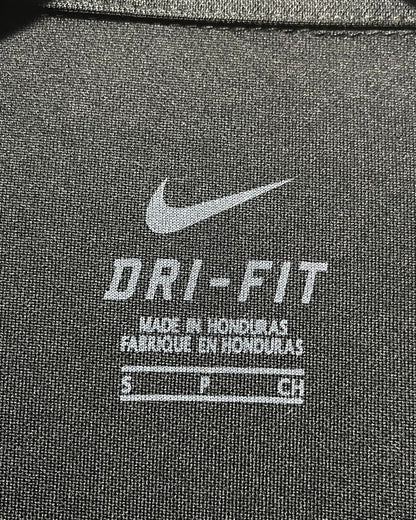 DRI-FIT
MADE IN HONDURAS
FABRIQUE EN HONDURAS
S P CH